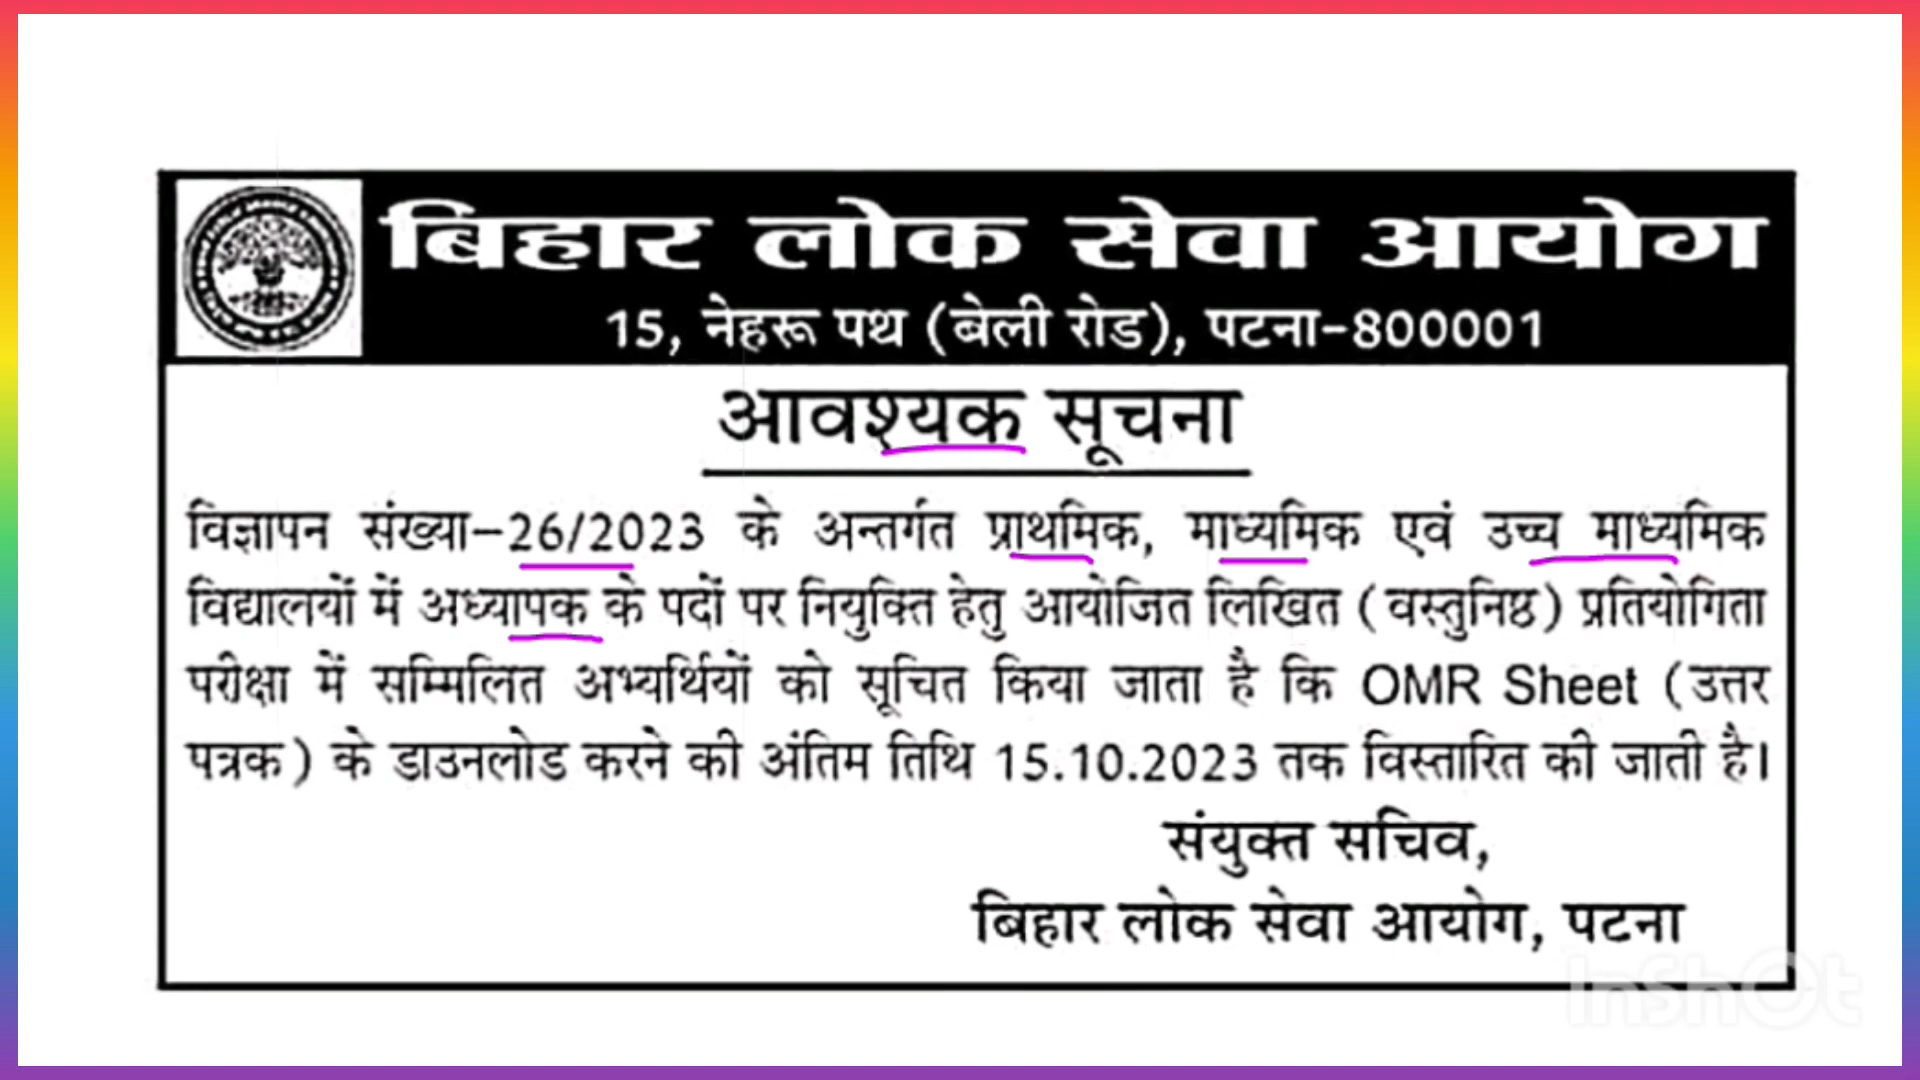 बिहार लोक सेवा आयोग
15, नेहरू पथ (बेली रोड), पटना-800001
आवश्यक सूचना
विज्ञापन संख्या-26/2023 के अन्तर्गत प्राथमिक, माध्यमिक एवं उच्च माध्यमिक
विद्यालयों में अध्यापक के पदों पर नियुक्ति हेतु आयोजित लिखित (वस्तुनिष्ठ) प्रतियोगिता
परीक्षा में सम्मिलित अभ्यर्थियों को सूचित किया जाता है कि OMR Sheet (उत्तर
पत्रक) के डाउनलोड करने की अंतिम तिथि 15.10.2023 तक विस्तारित की जाती है।
संयुक्त सचिव,
बिहार लोक सेवा आयोग, पटना
InShOt